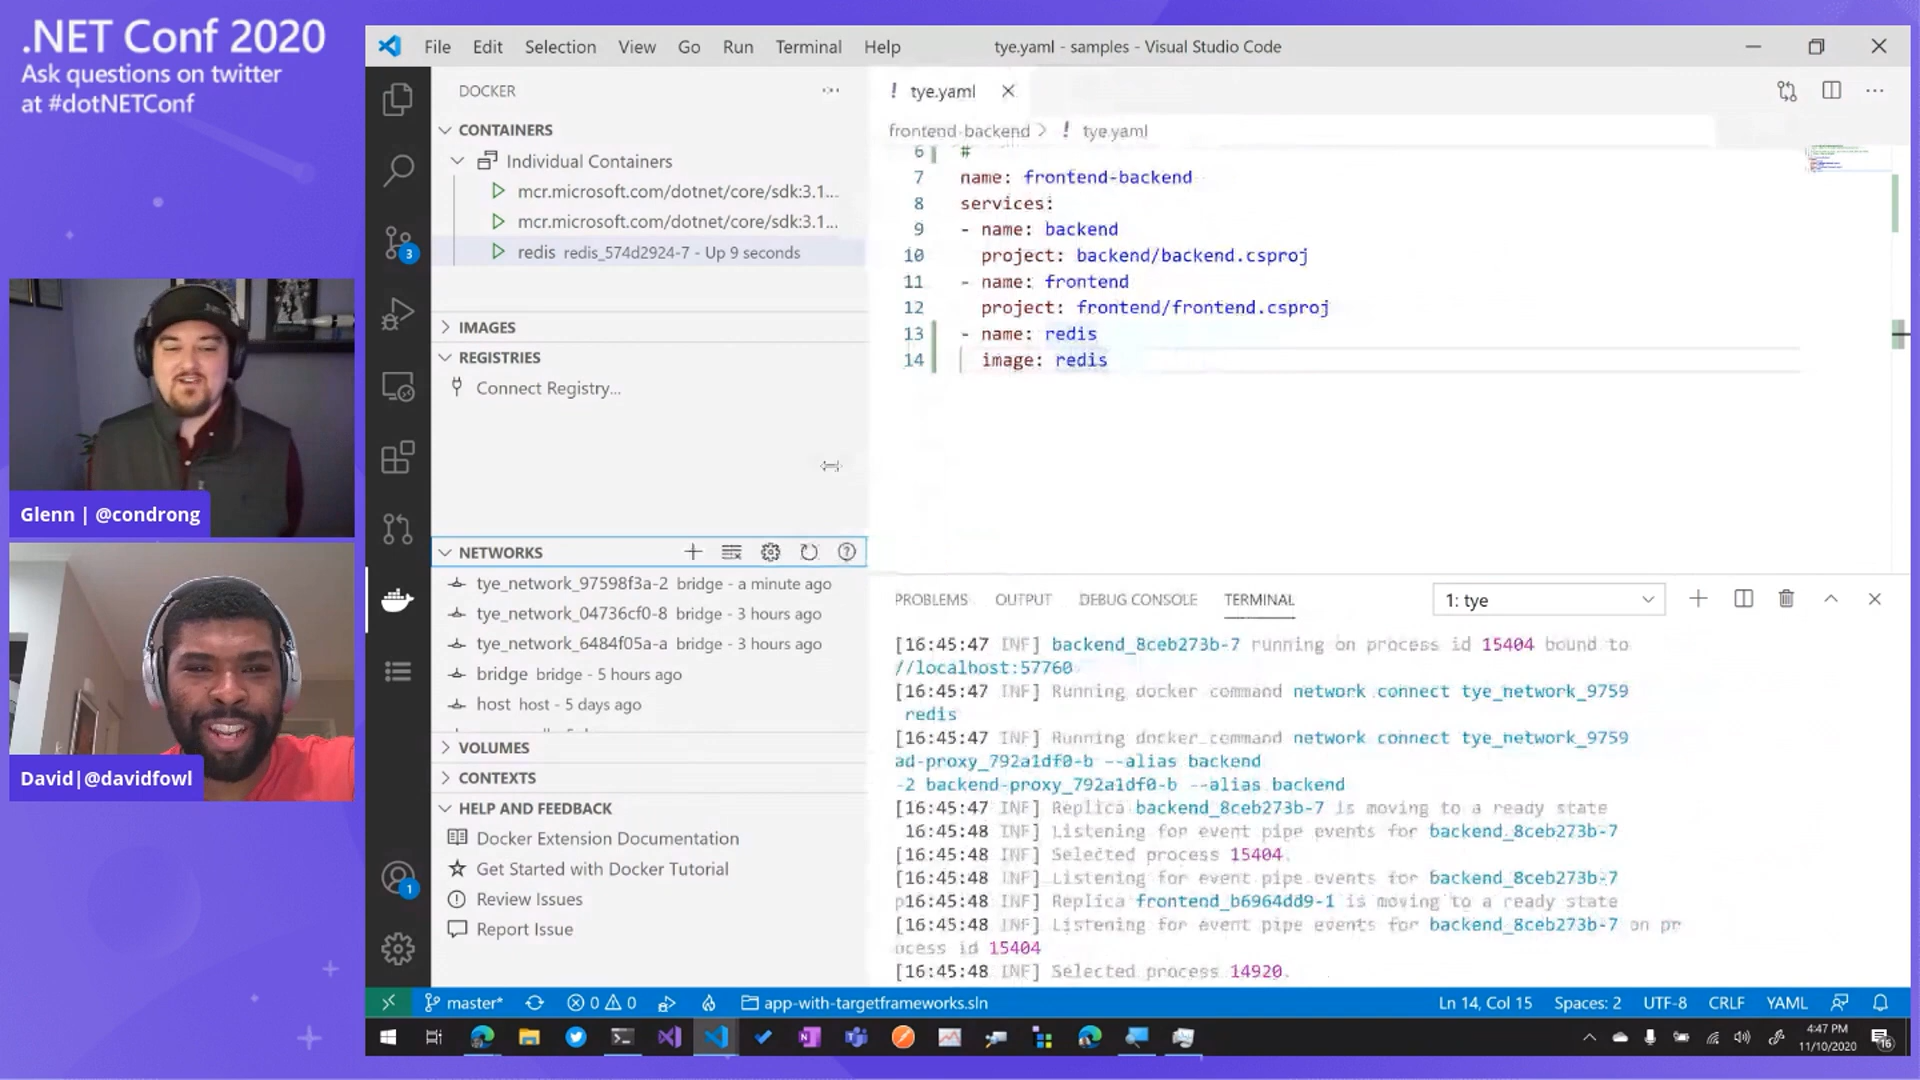 .NET Conf 2020
Ask questions on twitter
at #dotNETConf
Glenn | @condrong
David|@davidfowl
File Edit Selection View Go Run Terminal Help
tye.yaml - samples - Visual Studio Code
DOCKER
CONTAINERS
Individual Containers
mcr.microsoft.com/dotnet/core/sdk:3.1...
mcr.microsoft.com/dotnet/core/sdk:3.1...
redis redis_574d2924-7 - Up 9 seconds
IMAGES
REGISTRIES
Connect Registry...
NETWORKS
tye_network_97598f3a-2 bridge - a minute ago
tye_network_04736cf0-8 bridge - 3 hours ago
tye_network_6484f05a-a bridge - 3 hours ago
bridge bridge - 5 hours ago
host host - 5 days ago
VOLUMES
CONTEXTS
HELP AND FEEDBACK
Docker Extension Documentation
Get Started with Docker Tutorial
Review Issues
Report Issue
3
1
! tye.yaml
frontend-backend > ! tye.yaml
6 #
7 name: frontend-backend
8 services:
9 - name: backend
10 project: backend/backend.csproj
11 - name: frontend
12 project: frontend/frontend.csproj
13 - name: redis
14 image: redis
PROBLEMS OUTPUT DEBUG CONSOLE TERMINAL
1: tye
[16:45:47 INF] backend_8ceb273b-7 running on process id 15404 bound to
//localhost:57760
[16:45:47 INF] Running docker command network connect tye_network_9759
redis
[16:45:47 INF] Running docker command network connect tye_network_9759
ad-proxy_792a1df0-b --alias backend
-2 backend-proxy_792a1df0-b --alias backend
[16:45:47 INF] Replica backend_8ceb273b-7 is moving to a ready state
16:45:48 INF] Listening for event pipe events for backend_8ceb273b-7
[16:45:48 INF] Selected process 15404.
[16:45:48 INF] Listening for event pipe events for backend_8ceb273b-7
p16:45:48 INF] Replica frontend_b6964dd9-1 is moving to a ready state
[16:45:48 INF] Listening for event pipe events for backend_8ceb273b-7 on pr
ocess id 15404
[16:45:48 INF] Selected process 14920.
master* 0 0 app-with-targetframeworks.sln
Ln 14, Col 15 Spaces: 2 UTF-8 CRLF YAML
4:47 PM
11/10/2020
16